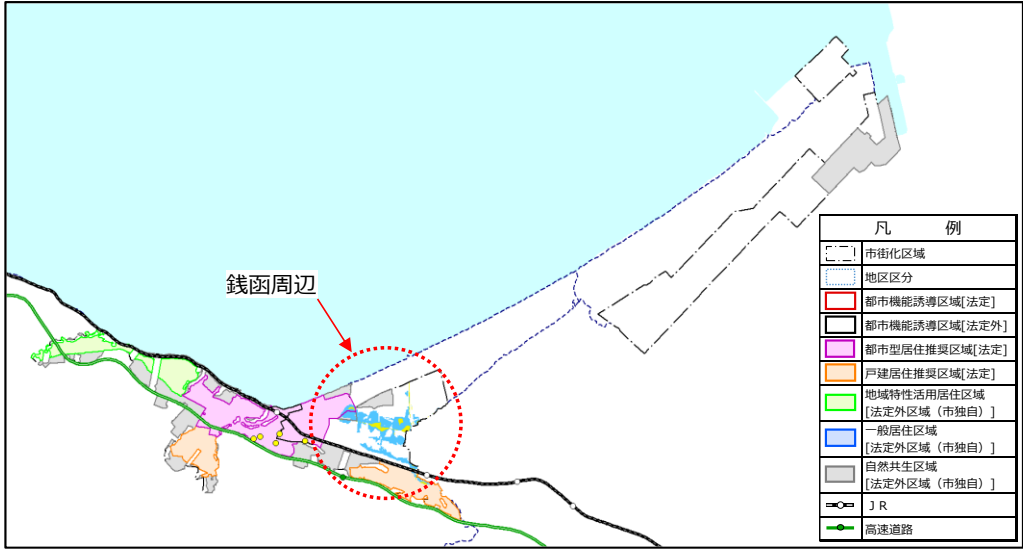 銭函周辺
凡 例
市街化区域
地区区分
都市機能誘導区域[法定]
都市機能誘導区域[法定外]
都市型居住推奨区域[法定]
戸建居住推奨区域[法定]
地域特性活用居住区域
[法定外区域（市独自）]
一般居住区域
[法定外区域（市独自）]
自然共生区域
[法定外区域（市独自）]
ＪＲ
高速道路